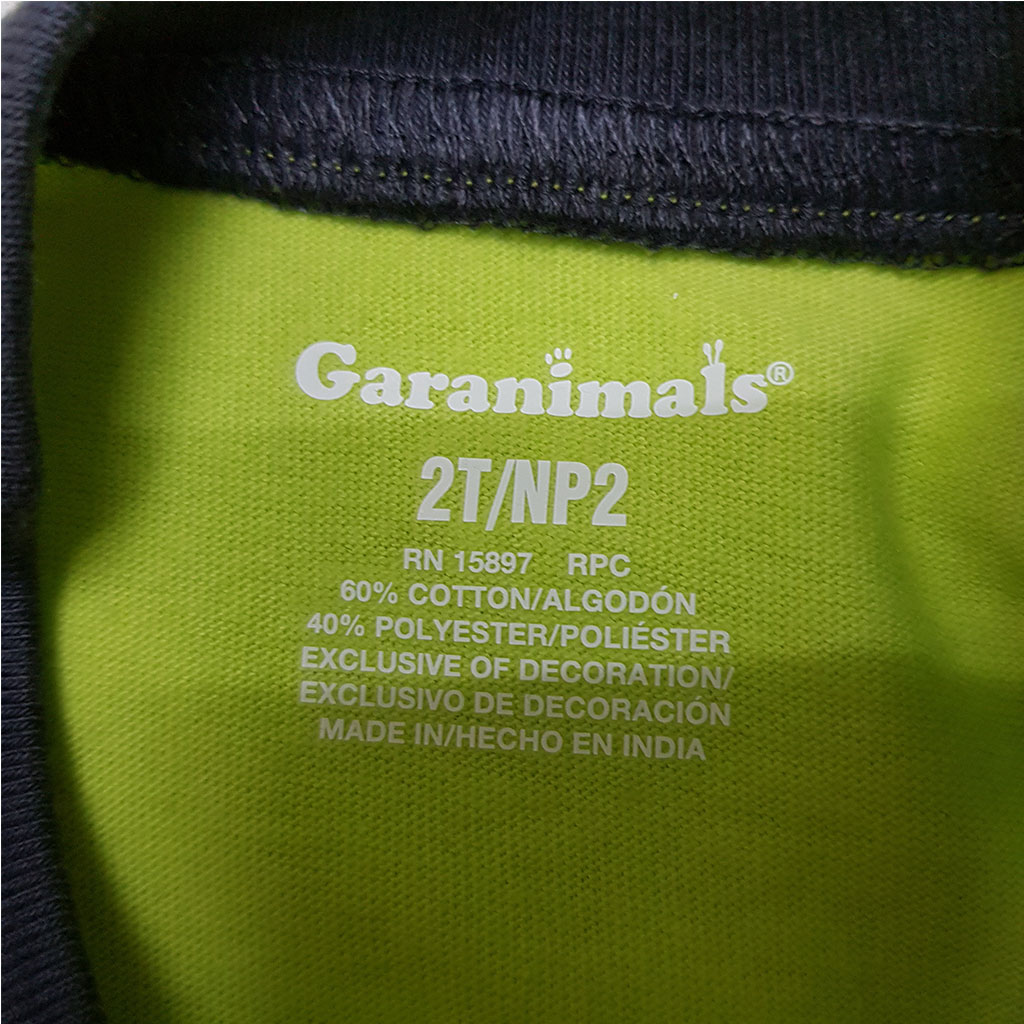 Garanimals®
2T/NP2
RN 15897 RPC
60% COTTON/ALGODÓN
40% POLYESTER/POLIÉSTER
EXCLUSIVE OF DECORATION/
EXCLUSIVO DE DECORACIÓN
MADE IN/HECHO EN INDIA